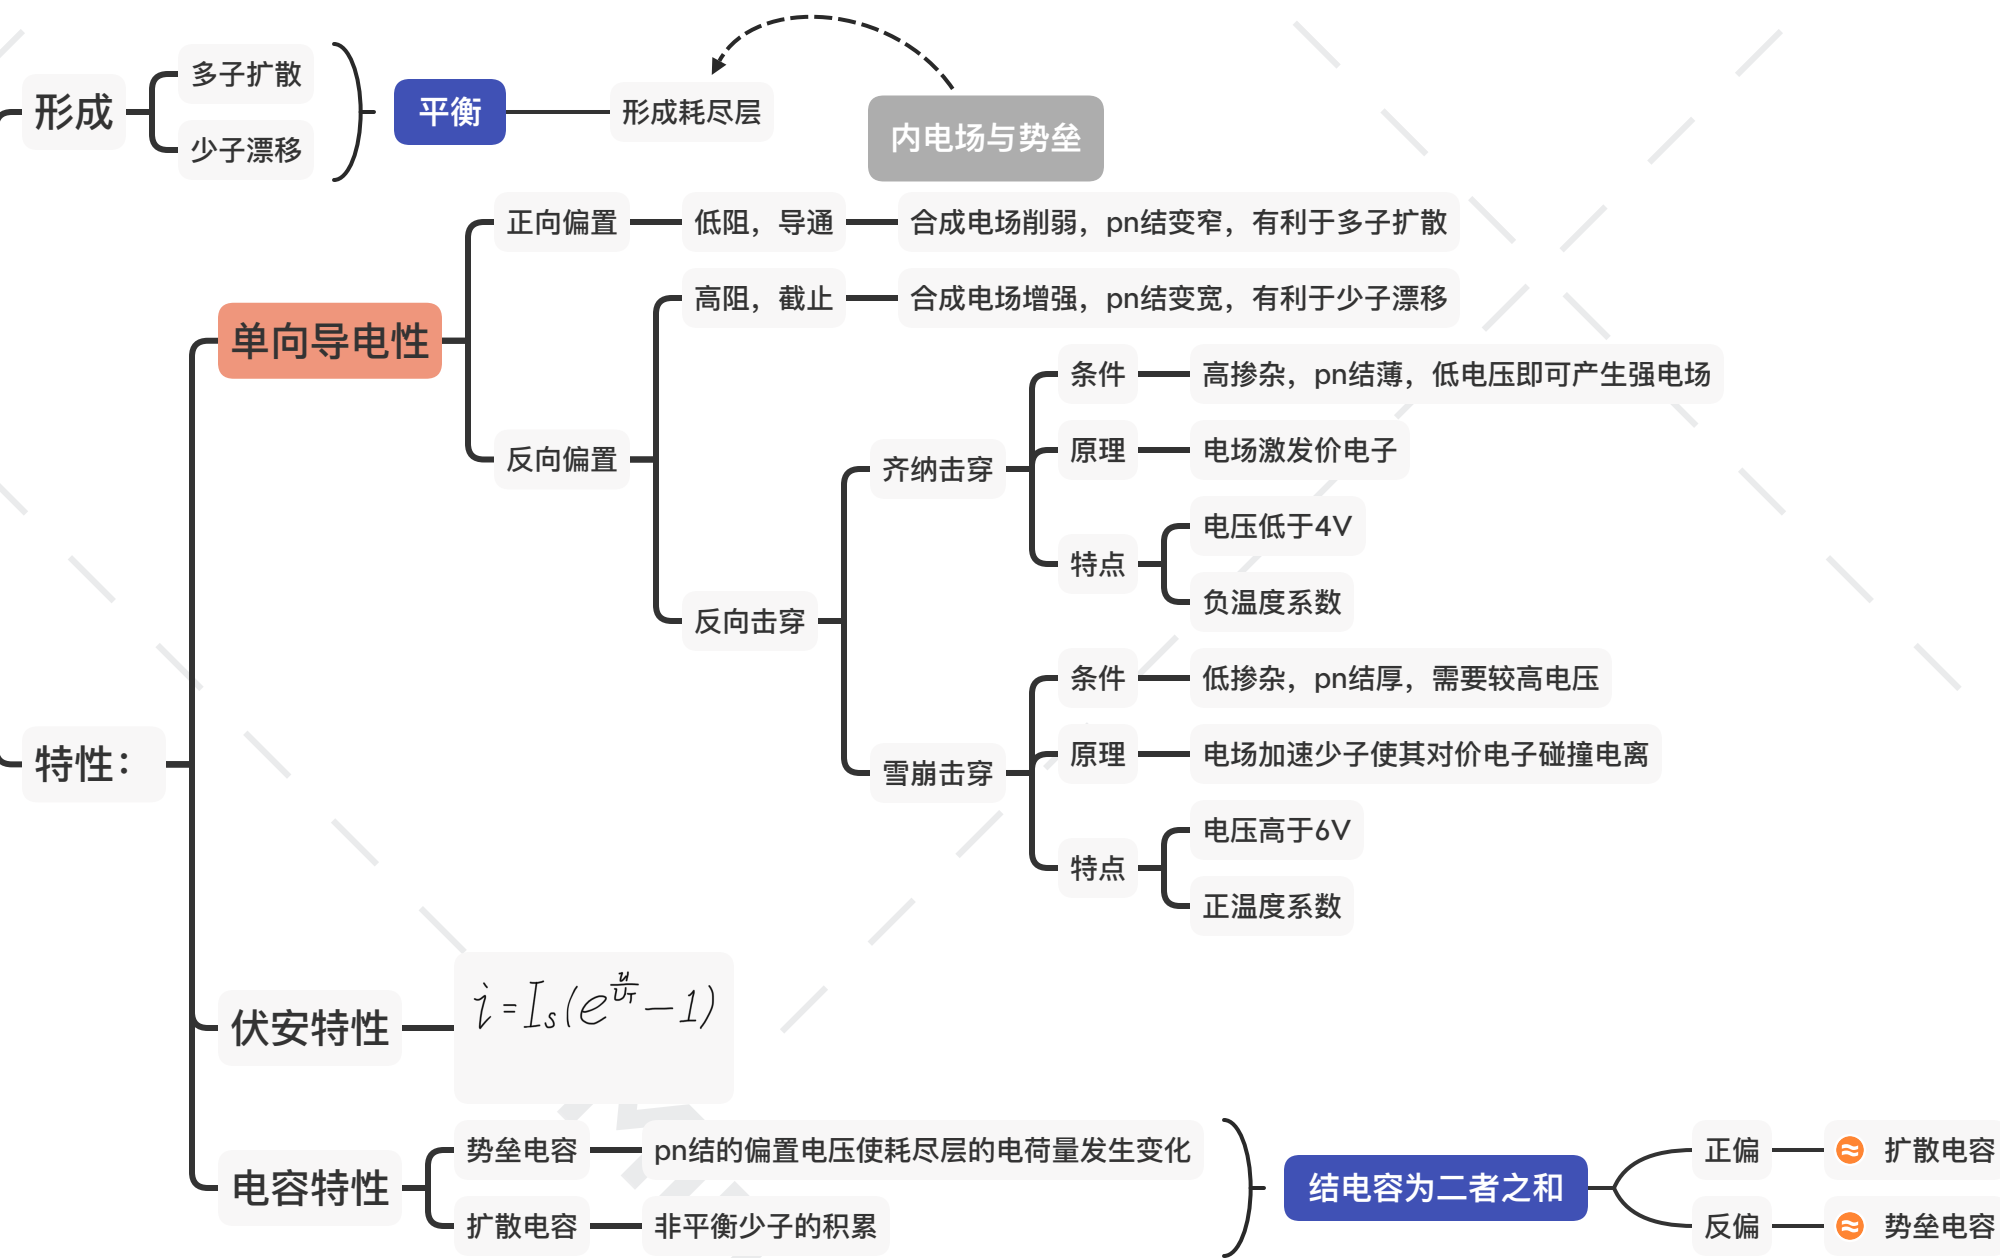 形成
多子扩散
少子漂移
平衡
形成耗尽层
内电场与势垒
特性：
单向导电性
正向偏置
低阻，导通
合成电场削弱，pn结变窄，有利于多子扩散
反向偏置
高阻，截止
合成电场增强，pn结变宽，有利于少子漂移
反向击穿
齐纳击穿
条件
高掺杂，pn结薄，低电压即可产生强电场
原理
电场激发价电子
特点
电压低于4V
负温度系数
雪崩击穿
条件
低掺杂，pn结厚，需要较高电压
原理
电场加速少子使其对价电子碰撞电离
特点
电压高于6V
正温度系数
伏安特性
i = Is(e^{u/U_T} − 1)
电容特性
势垒电容
pn结的偏置电压使耗尽层的电荷量发生变化
扩散电容
非平衡少子的积累
结电容为二者之和
正偏
≈ 扩散电容
反偏
≈ 势垒电容